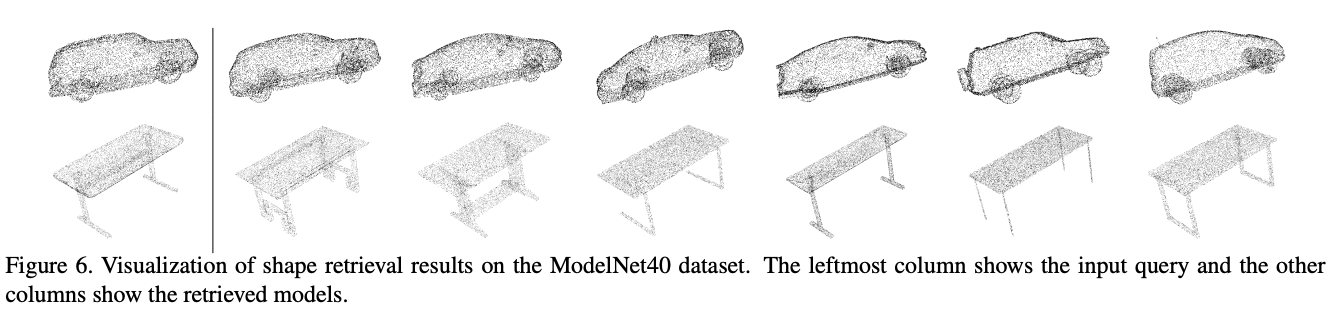 Figure 6. Visualization of shape retrieval results on the ModelNet40 dataset. The leftmost column shows the input query and the other
columns show the retrieved models.